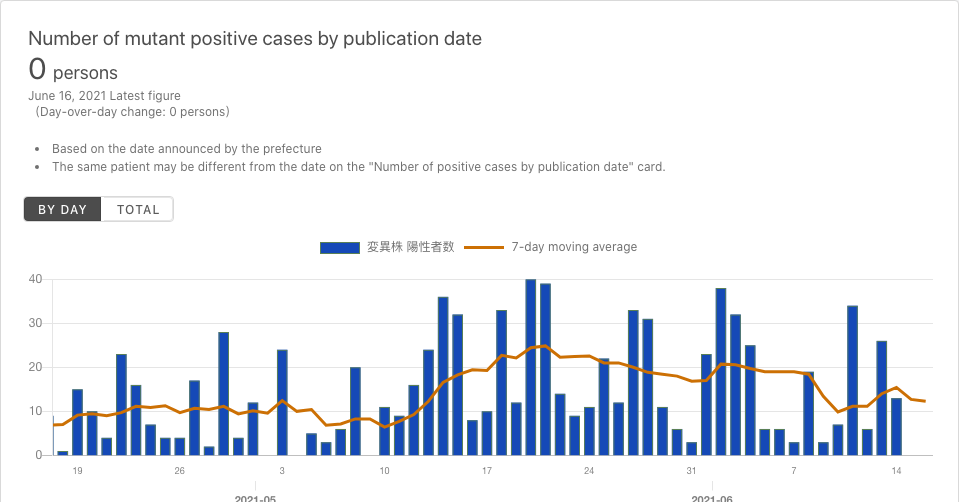 Number of mutant positive cases by publication date
0 persons
June 16, 2021 Latest figure
(Day-over-day change: 0 persons)
• Based on the date announced by the prefecture
• The same patient may be different from the date on the "Number of positive cases by publication date" card.
BY DAY TOTAL
変異株 陽性者数 7-day moving average
40
30
20
10
0
19 26 3 10 17 24 31 7 14
2021-05 2021-06